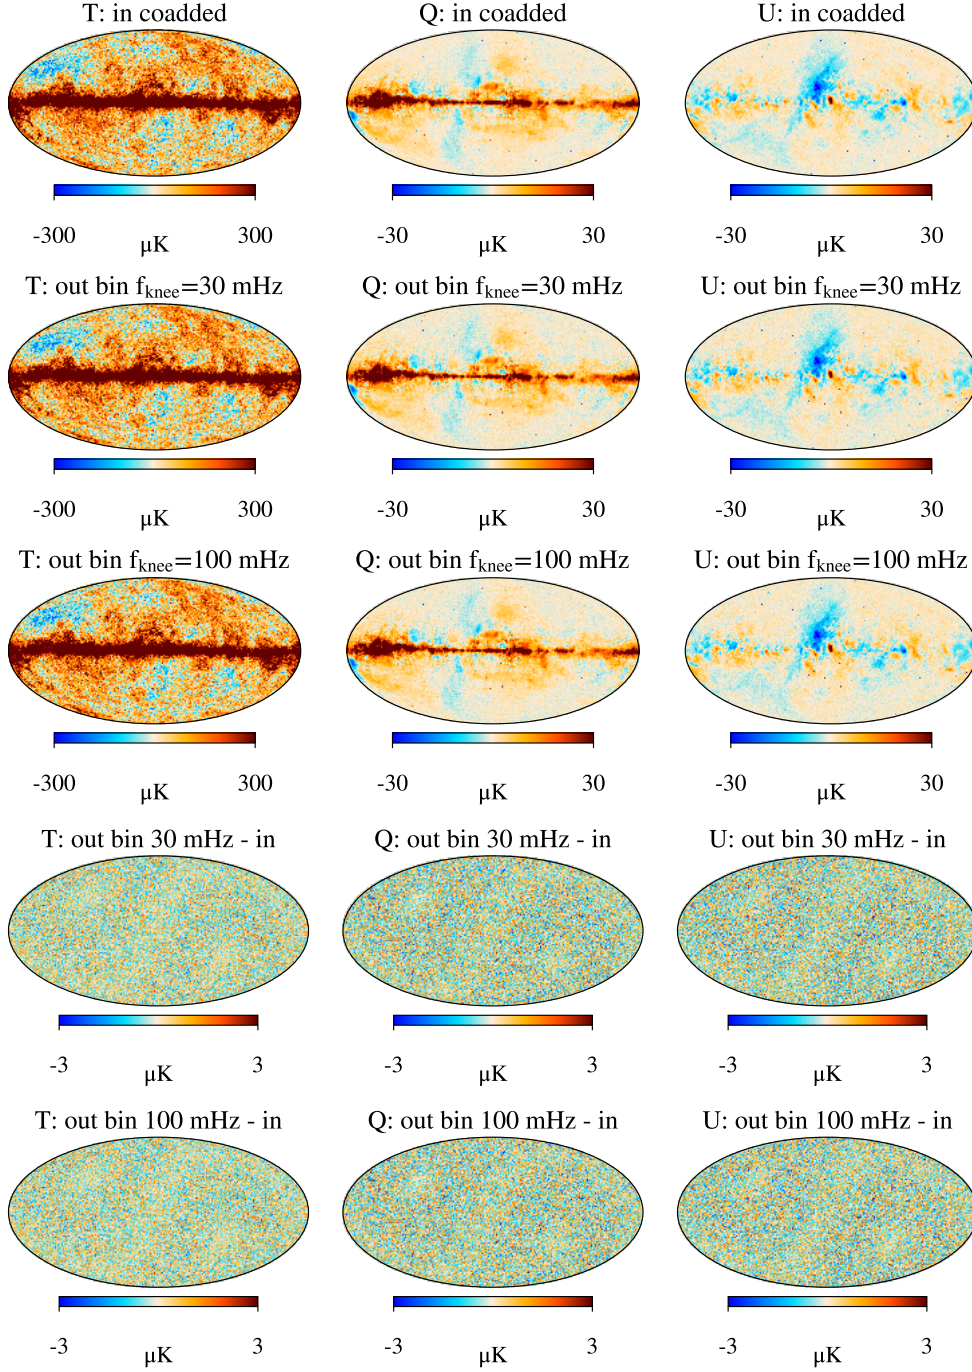 T: in coadded Q: in coadded U: in coadded
-300 300 -30 30 -30 30
μK μK μK
T: out bin fknee=30 mHz Q: out bin fknee=30 mHz U: out bin fknee=30 mHz
-300 300 -30 30 -30 30
μK μK μK
T: out bin fknee=100 mHz Q: out bin fknee=100 mHz U: out bin fknee=100 mHz
-300 300 -30 30 -30 30
μK μK μK
T: out bin 30 mHz - in Q: out bin 30 mHz - in U: out bin 30 mHz - in
-3 3 -3 3 -3 3
μK μK μK
T: out bin 100 mHz - in Q: out bin 100 mHz - in U: out bin 100 mHz - in
-3 3 -3 3 -3 3
μK μK μK